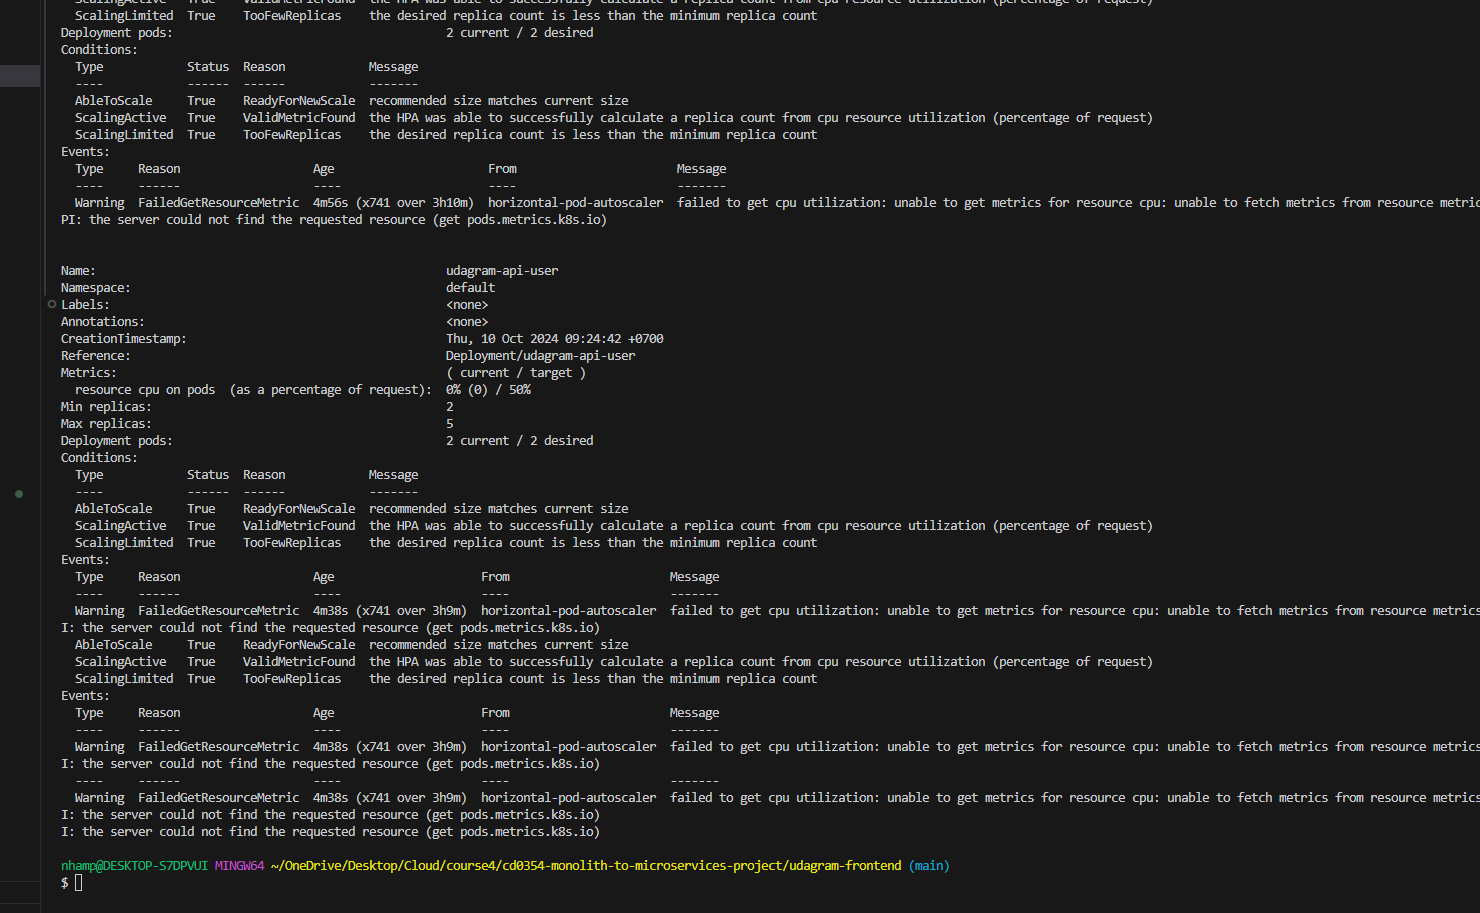 ScalingActive   True    ValidMetricFound  the HPA was able to successfully calculate a replica count from cpu resource utilization (percentage of request)
ScalingLimited  True    TooFewReplicas    the desired replica count is less than the minimum replica count
Deployment pods:                                       2 current / 2 desired
Conditions:
  Type            Status  Reason            Message
  ----            ------  ------            -------
  AbleToScale     True    ReadyForNewScale  recommended size matches current size
  ScalingActive   True    ValidMetricFound  the HPA was able to successfully calculate a replica count from cpu resource utilization (percentage of request)
  ScalingLimited  True    TooFewReplicas    the desired replica count is less than the minimum replica count
Events:
  Type     Reason                   Age                      From                       Message
  ----     ------                   ----                     ----                       -------
  Warning  FailedGetResourceMetric  4m56s (x741 over 3h10m)  horizontal-pod-autoscaler  failed to get cpu utilization: unable to get metrics for resource cpu: unable to fetch metrics from resource metric
PI: the server could not find the requested resource (get pods.metrics.k8s.io)
Name:                                                  udagram-api-user
Namespace:                                             default
Labels:                                                <none>
Annotations:                                           <none>
CreationTimestamp:                                     Thu, 10 Oct 2024 09:24:42 +0700
Reference:                                             Deployment/udagram-api-user
Metrics:                                               ( current / target )
  resource cpu on pods  (as a percentage of request):  0% (0) / 50%
Min replicas:                                          2
Max replicas:                                          5
Deployment pods:                                       2 current / 2 desired
Conditions:
  Type            Status  Reason            Message
  ----            ------  ------            -------
  AbleToScale     True    ReadyForNewScale  recommended size matches current size
  ScalingActive   True    ValidMetricFound  the HPA was able to successfully calculate a replica count from cpu resource utilization (percentage of request)
  ScalingLimited  True    TooFewReplicas    the desired replica count is less than the minimum replica count
Events:
  Type     Reason                   Age                     From                       Message
  ----     ------                   ----                    ----                       -------
  Warning  FailedGetResourceMetric  4m38s (x741 over 3h9m)  horizontal-pod-autoscaler  failed to get cpu utilization: unable to get metrics for resource cpu: unable to fetch metrics from resource metrics
I: the server could not find the requested resource (get pods.metrics.k8s.io)
  AbleToScale     True    ReadyForNewScale  recommended size matches current size
  ScalingActive   True    ValidMetricFound  the HPA was able to successfully calculate a replica count from cpu resource utilization (percentage of request)
  ScalingLimited  True    TooFewReplicas    the desired replica count is less than the minimum replica count
Events:
  Type     Reason                   Age                     From                       Message
  ----     ------                   ----                    ----                       -------
  Warning  FailedGetResourceMetric  4m38s (x741 over 3h9m)  horizontal-pod-autoscaler  failed to get cpu utilization: unable to get metrics for resource cpu: unable to fetch metrics from resource metrics
I: the server could not find the requested resource (get pods.metrics.k8s.io)
  ----     ------                   ----                    ----                       -------
  Warning  FailedGetResourceMetric  4m38s (x741 over 3h9m)  horizontal-pod-autoscaler  failed to get cpu utilization: unable to get metrics for resource cpu: unable to fetch metrics from resource metrics
I: the server could not find the requested resource (get pods.metrics.k8s.io)
I: the server could not find the requested resource (get pods.metrics.k8s.io)
nhamp@DESKTOP-S7DPVUI MINGW64 ~/OneDrive/Desktop/Cloud/course4/cd0354-monolith-to-microservices-project/udagram-frontend (main)
$